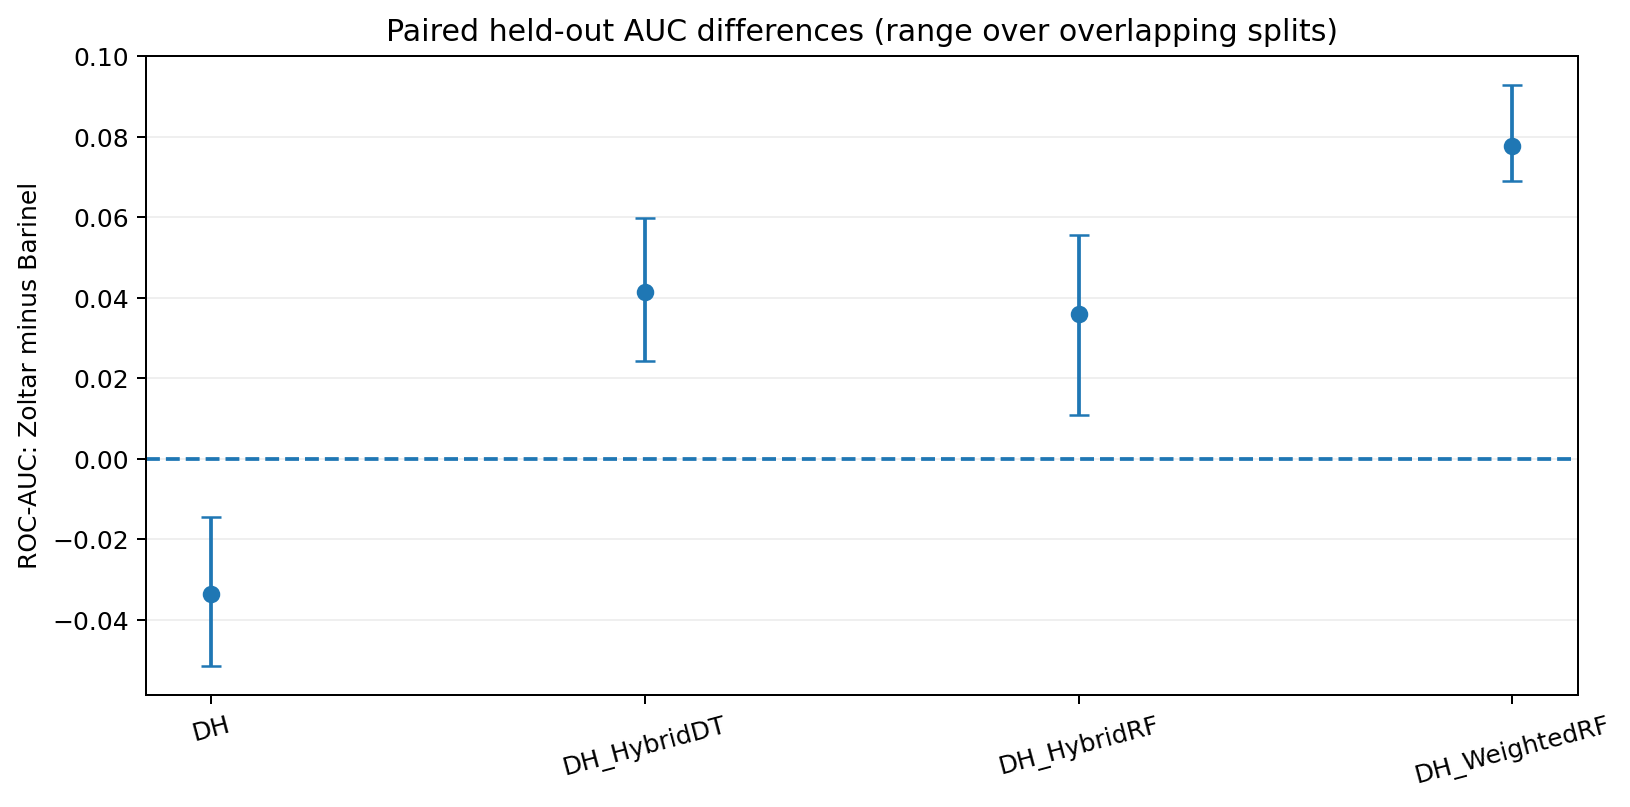 Paired held-out AUC differences (range over overlapping splits)
ROC-AUC: Zoltar minus Barinel
0.10
0.08
0.06
0.04
0.02
0.00
−0.02
−0.04
DH
DH_HybridDT
DH_HybridRF
DH_WeightedRF